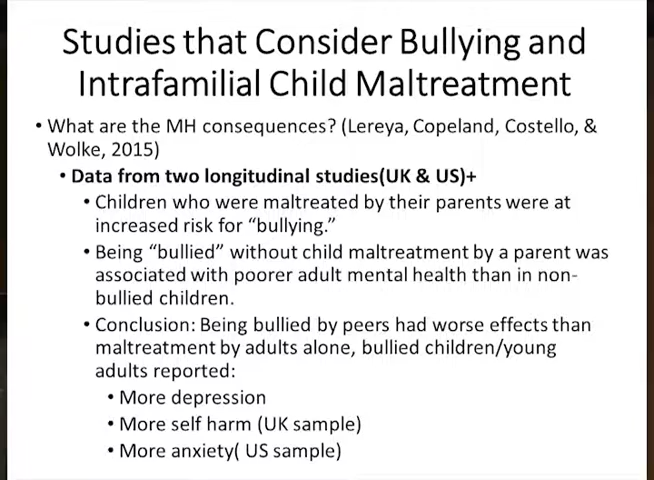 Studies that Consider Bullying and
Intrafamilial Child Maltreatment
• What are the MH consequences? (Lereya, Copeland, Costello, &
Wolke, 2015)
• Data from two longitudinal studies(UK & US)+
• Children who were maltreated by their parents were at
increased risk for “bullying.”
• Being “bullied” without child maltreatment by a parent was
associated with poorer adult mental health than in non-
bullied children.
• Conclusion: Being bullied by peers had worse effects than
maltreatment by adults alone, bullied children/young
adults reported:
• More depression
• More self harm (UK sample)
• More anxiety( US sample)